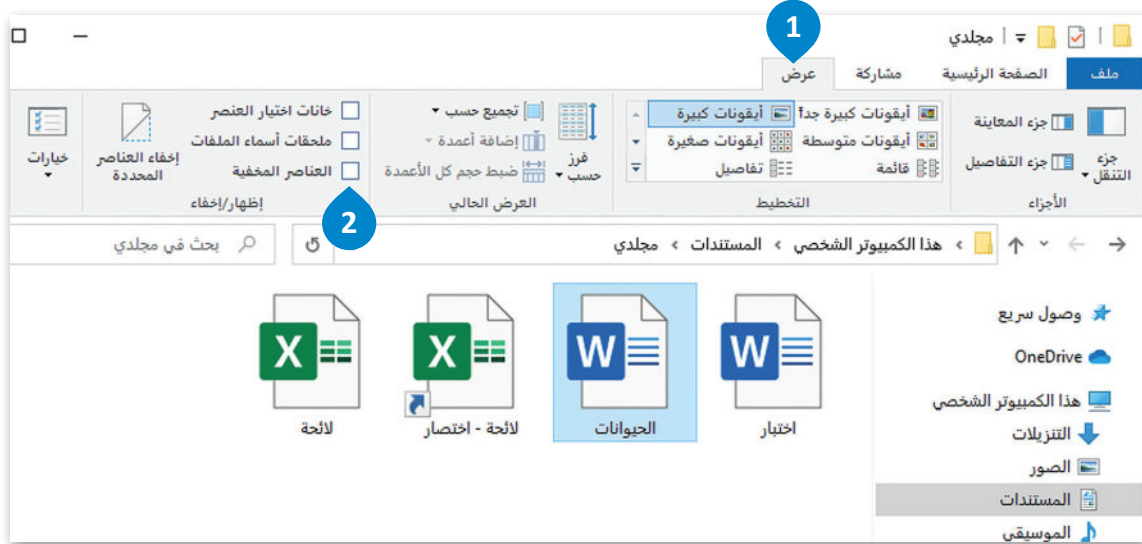 1
مجلدي
ملف
الصفحة الرئيسية
مشاركة
عرض
جزء التنقل
جزء المعاينة
جزء التفاصيل
الأجزاء
أيقونات كبيرة جدآ
أيقونات كبيرة
أيقونات متوسطة
أيقونات صغيرة
قائمة
تفاصيل
التخطيط
فرز حسب
تجميع حسب
إضافة أعمدة
ضبط حجم كل الأعمدة
العرض الحالي
خانات اختيار العنصر
ملحقات أسماء الملفات
العناصر المخفية
إخفاء العناصر المحددة
إظهار/إخفاء
خيارات
2
هذا الكمبيوتر الشخصي › المستندات › مجلدي
بحث في مجلدي
وصول سريع
OneDrive
هذا الكمبيوتر الشخصي
التنزيلات
الصور
المستندات
الموسيقى
W
اختبار
W
الحيوانات
X
لائحة - اختصار
X
لائحة